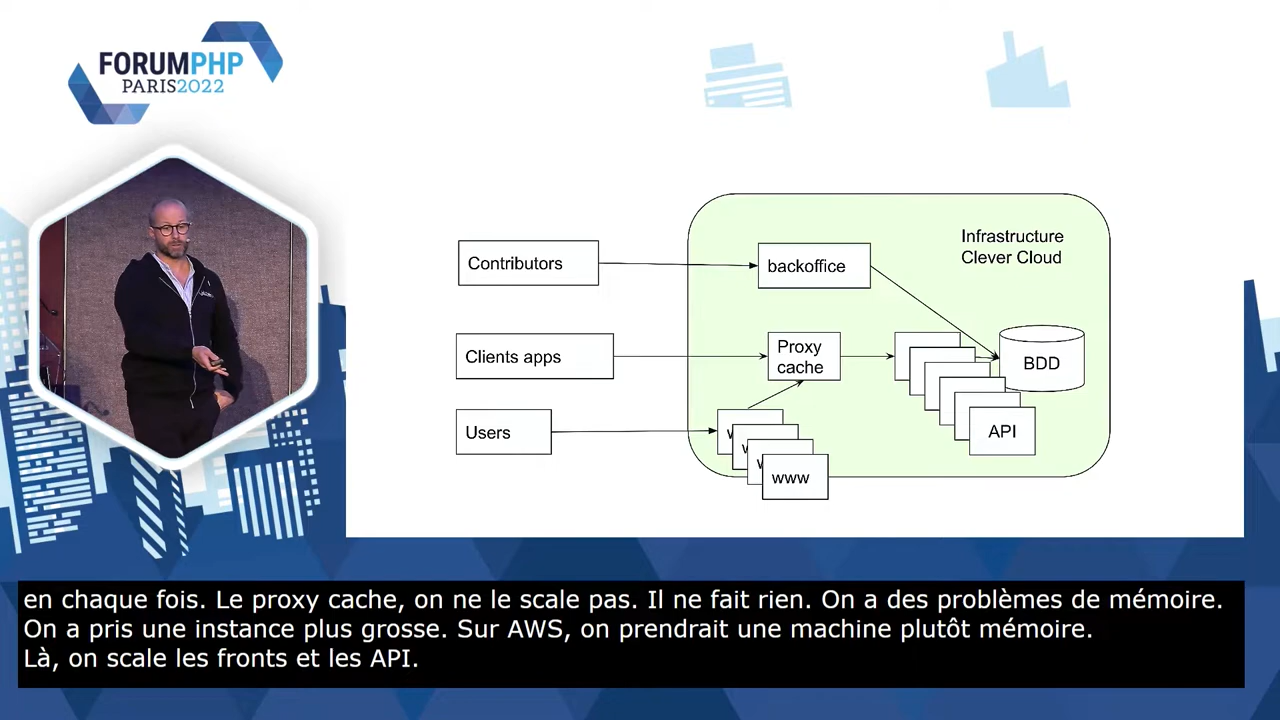 FORUMPHP
PARIS2022
Infrastructure
Clever Cloud
Contributors
backoffice
Clients apps
Proxy
cache
BDD
Users
API
www
en chaque fois. Le proxy cache, on ne le scale pas. Il ne fait rien. On a des problèmes de mémoire.
On a pris une instance plus grosse. Sur AWS, on prendrait une machine plutôt mémoire.
Là, on scale les fronts et les API.